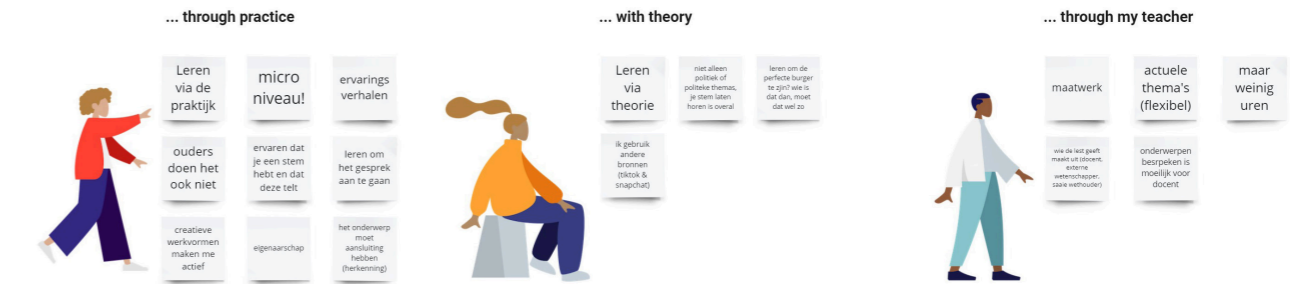 ... through practice
Leren
via de
praktijk
micro
niveau!
ervarings
verhalen
ouders
doen het
ook niet
ervaren dat
je een stem
hebt en dat
deze telt
leren om
het gesprek
aan te gaan
creatieve
werkvormen
maken me
actief
eigenaarschap
het onderwerp
moet
aansluiting
hebben
(herkenning)
... with theory
Leren
via
theorie
niet alleen
politiek of
politeke themas,
je stem laten
horen is overal
leren om de
perfecte burger
te zijn? wie is
dat dan, moet
dat wel zo
ik gebruik
andere
bronnen
(tiktok &
snapchat)
... through my teacher
maatwerk
actuele
thema's
(flexibel)
maar
weinig
uren
wie de last geeft
maakt uit (docent,
externe
wetenschapper,
saaie wethouder)
onderwerpen
besrpeken is
moeilijk voor
docent